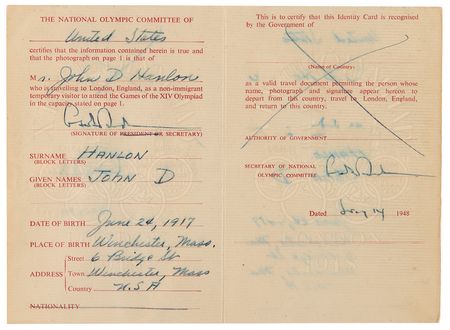 THE NATIONAL OLYMPIC COMMITTEE OF
United States
certifies that the information contained herein is true and
that the photograph on page 1 is that of
Mr. John D Hanlon
who is travelling to London, England, as a non-immigrant
temporary visitor to attend the Games of the XIV Olympiad
in the capacity stated on page 1.
(SIGNATURE OF PRESIDENT OR SECRETARY)
SURNAME HANLON
(BLOCK LETTERS)
GIVEN NAMES JOHN D
(BLOCK LETTERS)
DATE OF BIRTH June 24, 1917
PLACE OF BIRTH Winchester, Mass.
Street 6 Bridge St
ADDRESS Town Winchester, Mass
Country U.S.A
NATIONALITY
This is to certify that this Identity Card is recognised
by the Government of
(Name of Country)
as a valid travel document permitting the person whose
name, photograph and signature appear hereon to
depart from this country, travel to London, England,
and return to this country.
AUTHORITY OF GOVERNMENT
SECRETARY OF NATIONAL
OLYMPIC COMMITTEE
Dated 14 1948